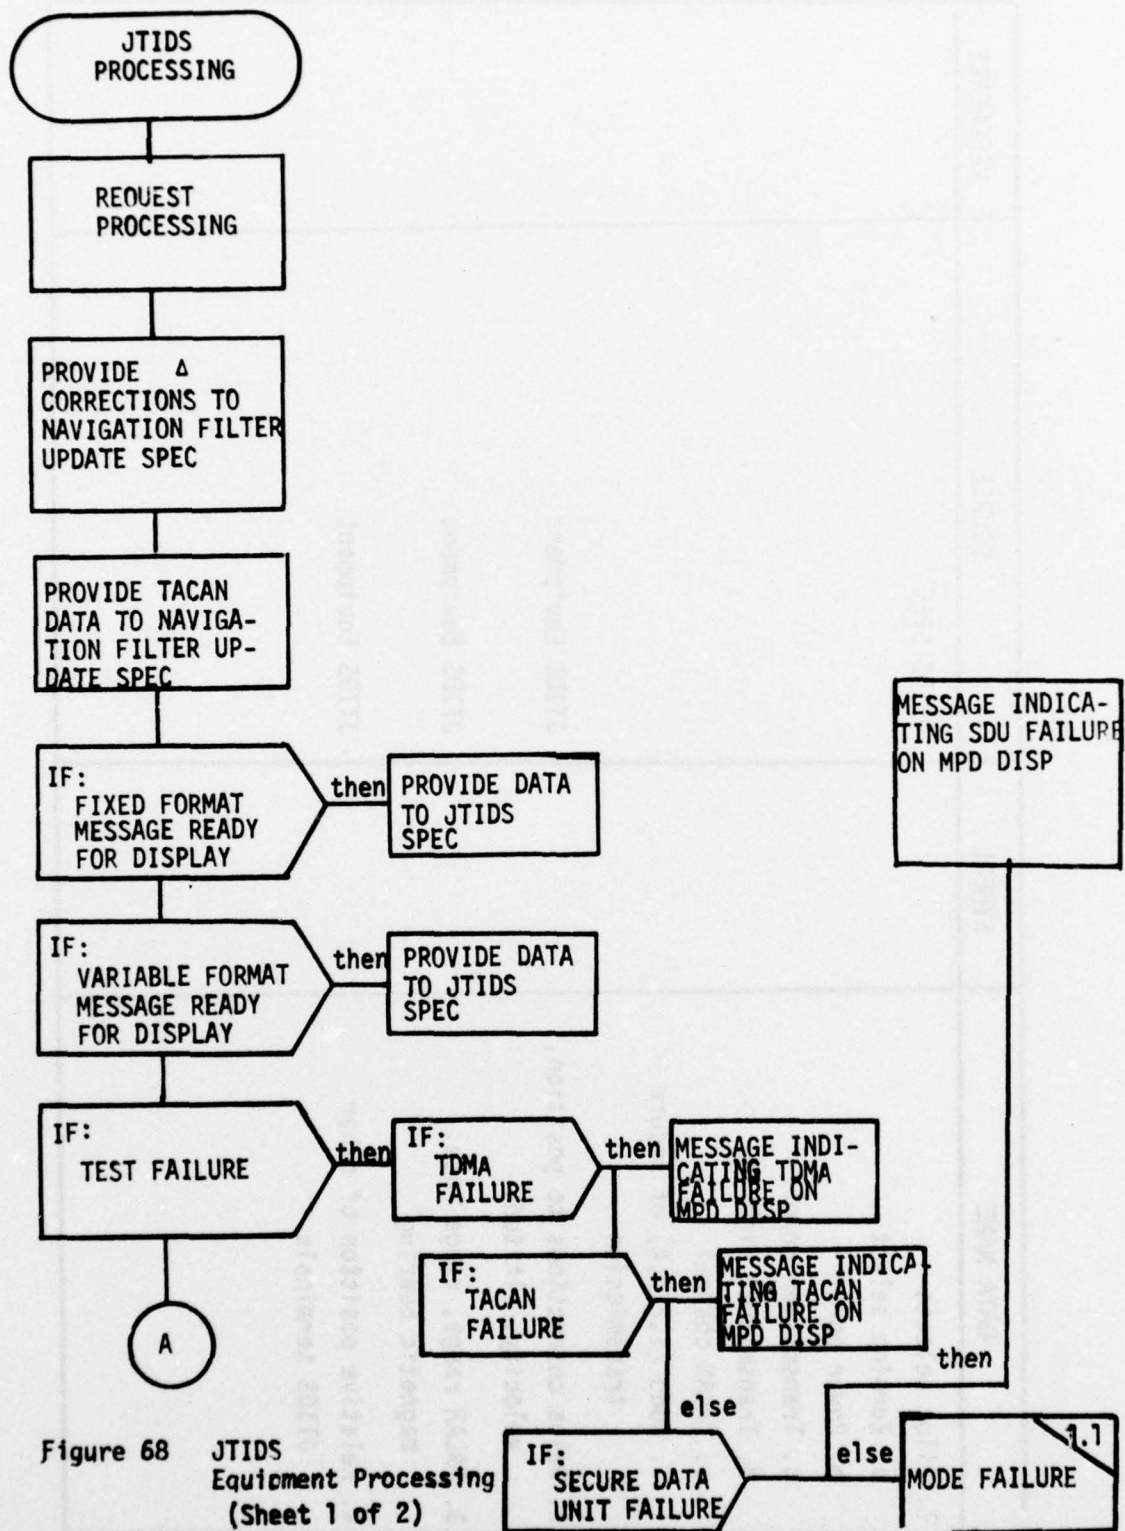 JTIDS
PROCESSING
REQUEST
PROCESSING
PROVIDE Δ
CORRECTIONS TO
NAVIGATION FILTER
UPDATE SPEC
PROVIDE TACAN
DATA TO NAVIGA-
TION FILTER UP-
DATE SPEC
IF:
FIXED FORMAT
MESSAGE READY
FOR DISPLAY
then
PROVIDE DATA
TO JTIDS
SPEC
IF:
VARIABLE FORMAT
MESSAGE READY
FOR DISPLAY
then
PROVIDE DATA
TO JTIDS
SPEC
IF:
TEST FAILURE
then
IF:
TDMA
FAILURE
then
MESSAGE INDI-
CATING TDMA
FAILURE ON
MPD DISP
IF:
TACAN
FAILURE
then
MESSAGE INDICA-
TING TACAN
FAILURE ON
MPD DISP
else
IF:
SECURE DATA
UNIT FAILURE
then
MESSAGE INDICA-
TING SDU FAILURE
ON MPD DISP
else
MODE FAILURE
1.1
A
Figure 68 JTIDS
Equipment Processing
(Sheet 1 of 2)